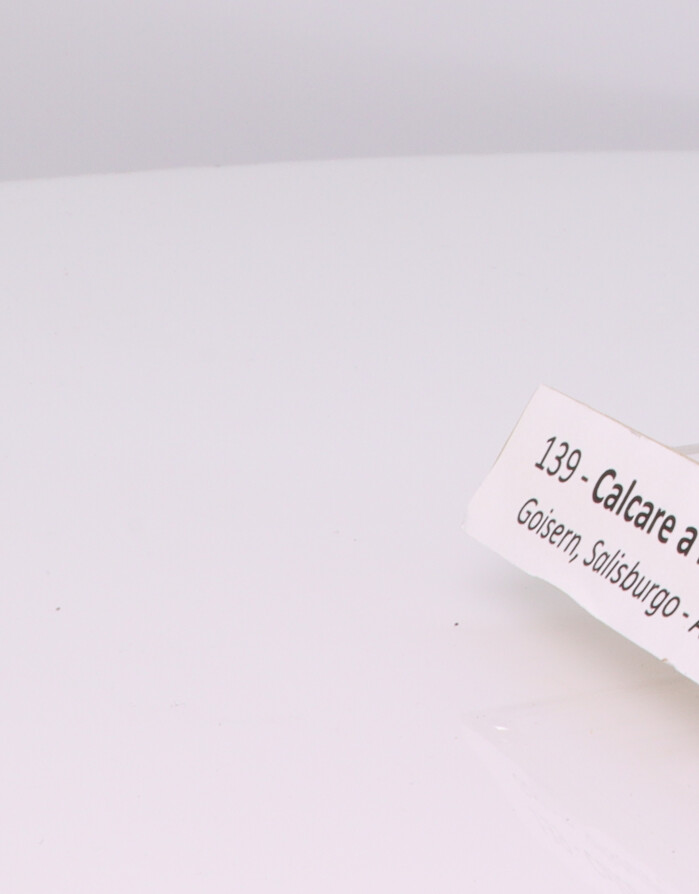 139 - Calcare a
Goisern, Salisburgo -